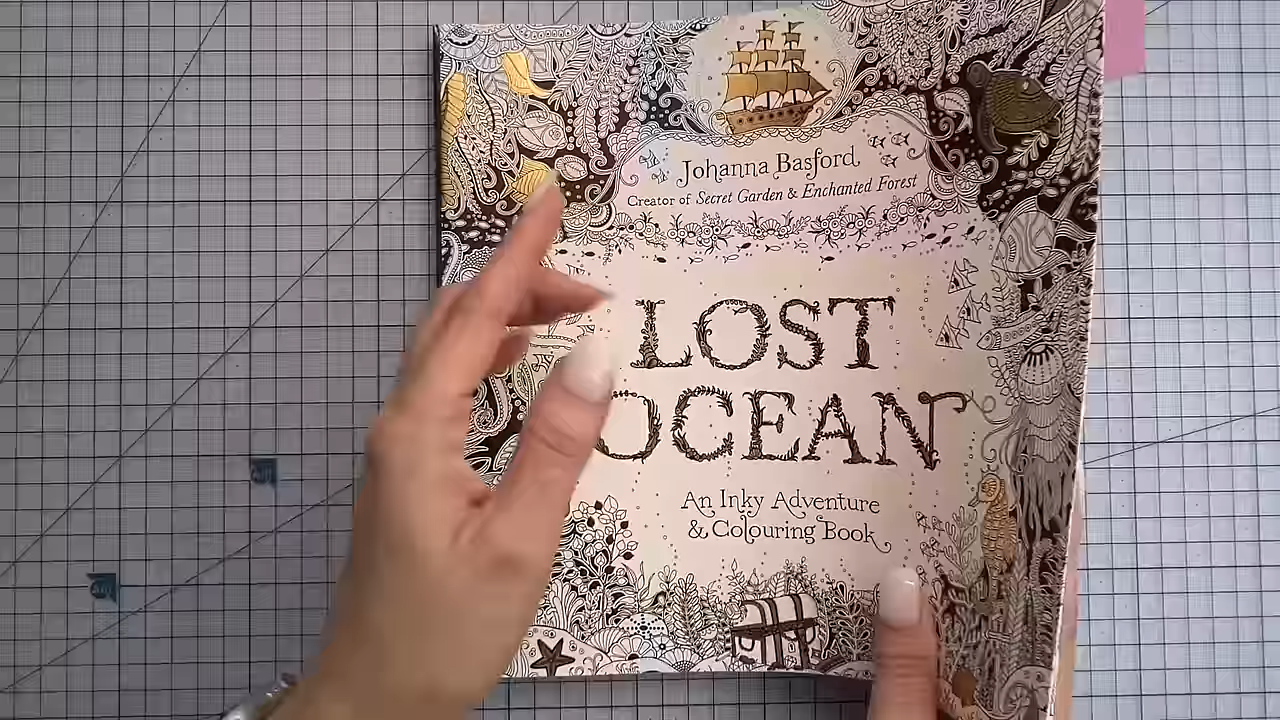 Johanna Basford
Creator of Secret Garden & Enchanted Forest
LOST
OCEAN
An Inky Adventure
& Colouring Book